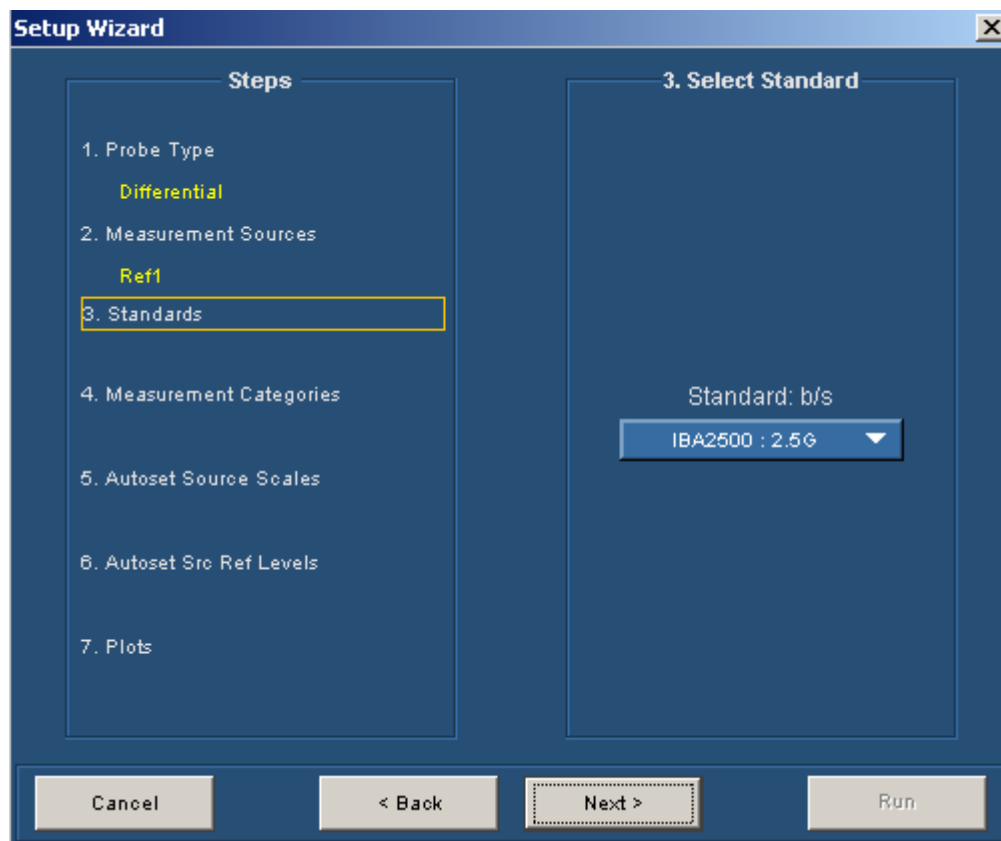 Setup Wizard
Steps
1. Probe Type
Differential
2. Measurement Sources
Ref1
3. Standards
4. Measurement Categories
5. Autoset Source Scales
6. Autoset Src Ref Levels
7. Plots
3. Select Standard
Standard: b/s
IBA2500 : 2.5G
Cancel
< Back
Next >
Run